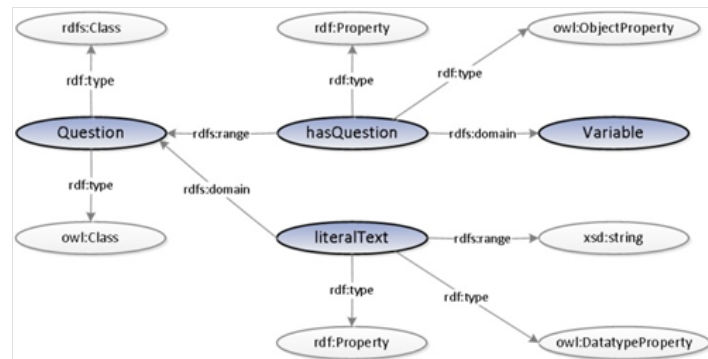 rdfs:Class
rdf:Property
owl:ObjectProperty
rdf:type
rdf:type
rdf:type
Question
rdfs:range
hasQuestion
rdfs:domain
Variable
rdf:type
rdfs:domain
owl:Class
literalText
rdfs:range
xsd:string
rdf:type
rdf:type
rdf:Property
owl:DatatypeProperty